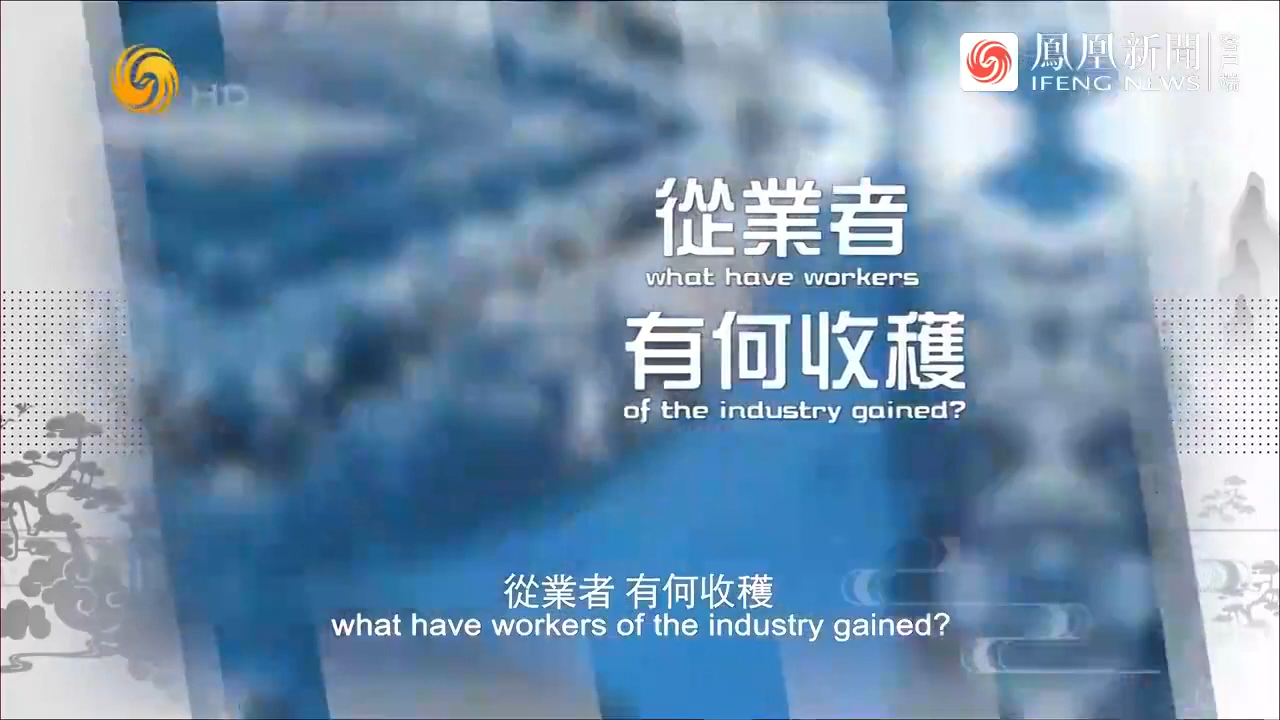 HD
鳳凰新聞
客戶端
IFENG NEWS
從業者
what have workers
有何收穫
of the industry gained?
從業者 有何收穫
what have workers of the industry gained?